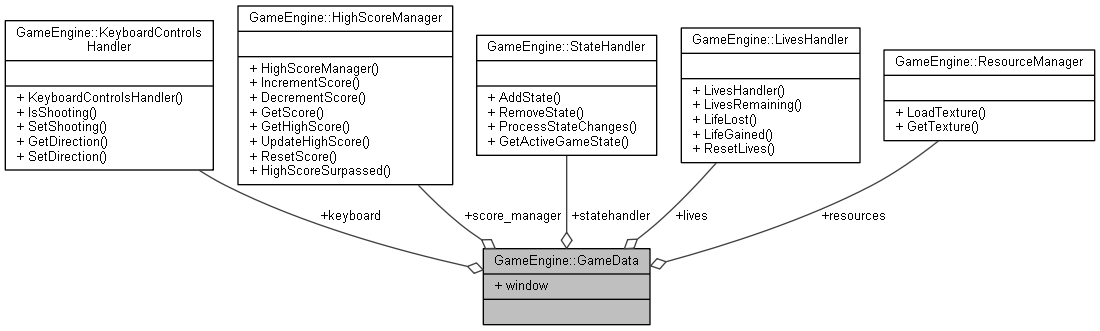 GameEngine::KeyboardControls
Handler
+ KeyboardControlsHandler()
+ IsShooting()
+ SetShooting()
+ GetDirection()
+ SetDirection()
GameEngine::HighScoreManager
+ HighScoreManager()
+ IncrementScore()
+ DecrementScore()
+ GetScore()
+ GetHighScore()
+ UpdateHighScore()
+ ResetScore()
+ HighScoreSurpassed()
GameEngine::StateHandler
+ AddState()
+ RemoveState()
+ ProcessStateChanges()
+ GetActiveGameState()
GameEngine::LivesHandler
+ LivesHandler()
+ LivesRemaining()
+ LifeLost()
+ LifeGained()
+ ResetLives()
GameEngine::ResourceManager
+ LoadTexture()
+ GetTexture()
+keyboard
+score_manager
+statehandler
+lives
+resources
GameEngine::GameData
+ window